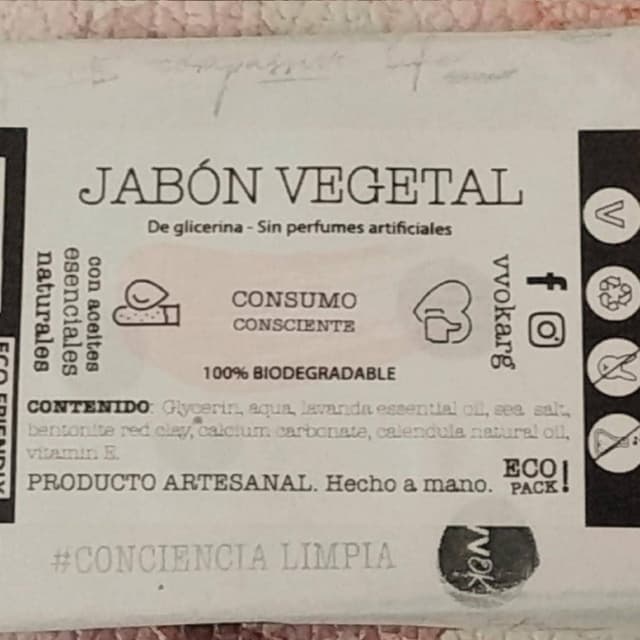 JABÓN VEGETAL
De glicerina - Sin perfumes artificiales
con aceites
esenciales
naturales
CONSUMO
CONSCIENTE
vvokarg
100% BIODEGRADABLE
CONTENIDO: Glycerin, aqua, lavanda essential oil, sea salt,
bentonite red clay, calcium carbonate, calendula natural oil,
vitamin E.
PRODUCTO ARTESANAL. Hecho a mano.
ECO
PACK!
#CONCIENCIA LIMPIA
ECO FRIENDLY
V